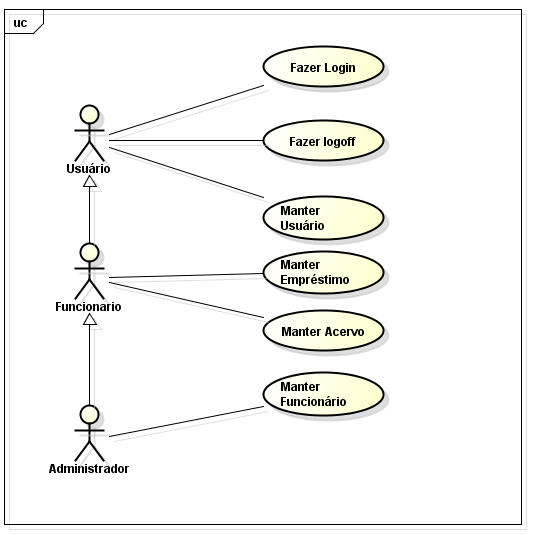 uc
Fazer Login
Fazer logoff
Usuário
Manter
Usuário
Manter
Empréstimo
Funcionario
Manter Acervo
Manter
Funcionário
Administrador